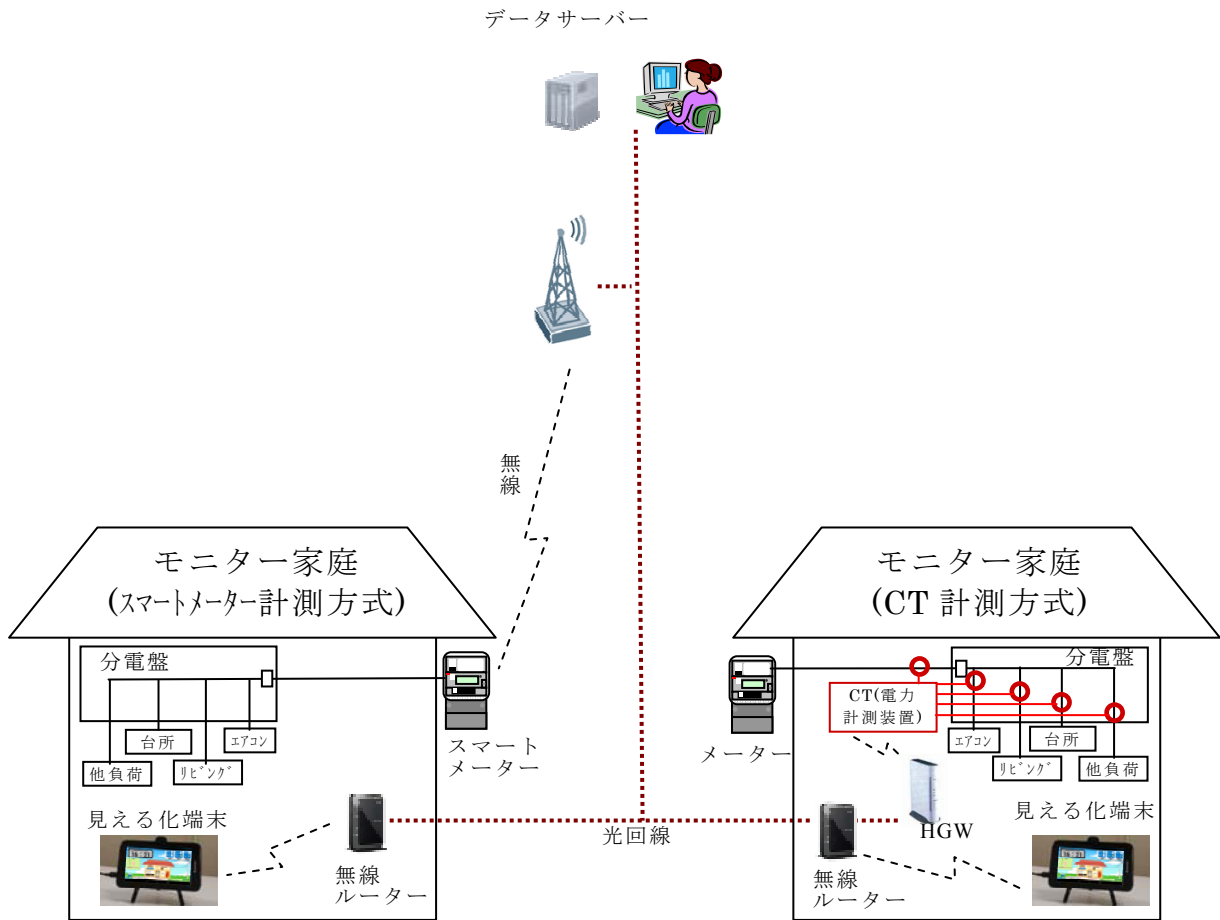 データサーバー
無線
モニター家庭
(スマートメーター計測方式)
分電盤
台所
エアコン
他負荷
リビング
スマート
メーター
見える化端末
無線
ルーター
光回線
モニター家庭
(CT 計測方式)
分電盤
CT(電力
計測装置)
メーター
エアコン
台所
リビング
他負荷
HGW
見える化端末
無線
ルーター